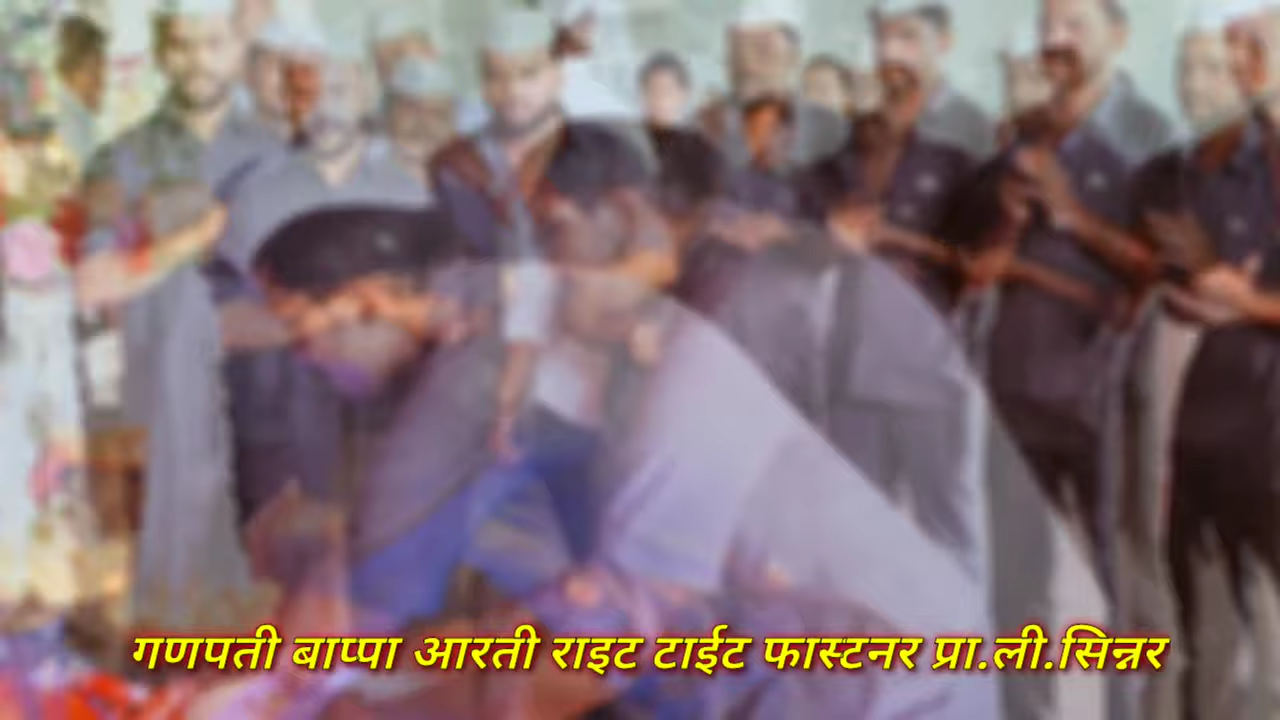 गणपती बाप्पा आरती राइट टाईट फास्टनर प्रा.ली.सिन्नर